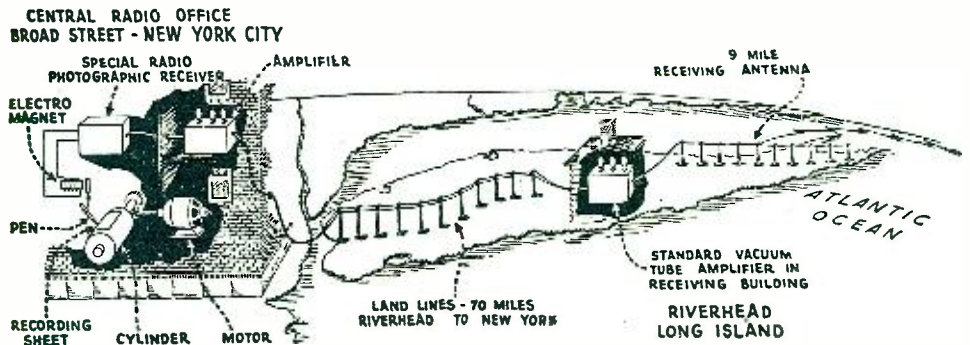 CENTRAL RADIO OFFICE
BROAD STREET - NEW YORK CITY
SPECIAL RADIO
PHOTOGRAPHIC RECEIVER
AMPLIFIER
ELECTRO
MAGNET
PEN
RECORDING
SHEET
CYLINDER
MOTOR
LAND LINES - 70 MILES
RIVERHEAD TO NEW YORK
9 MILE
RECEIVING ANTENNA
ATLANTIC
OCEAN
STANDARD VACUUM
TUBE AMPLIFIER IN
RECEIVING BUILDING
RIVERHEAD
LONG ISLAND